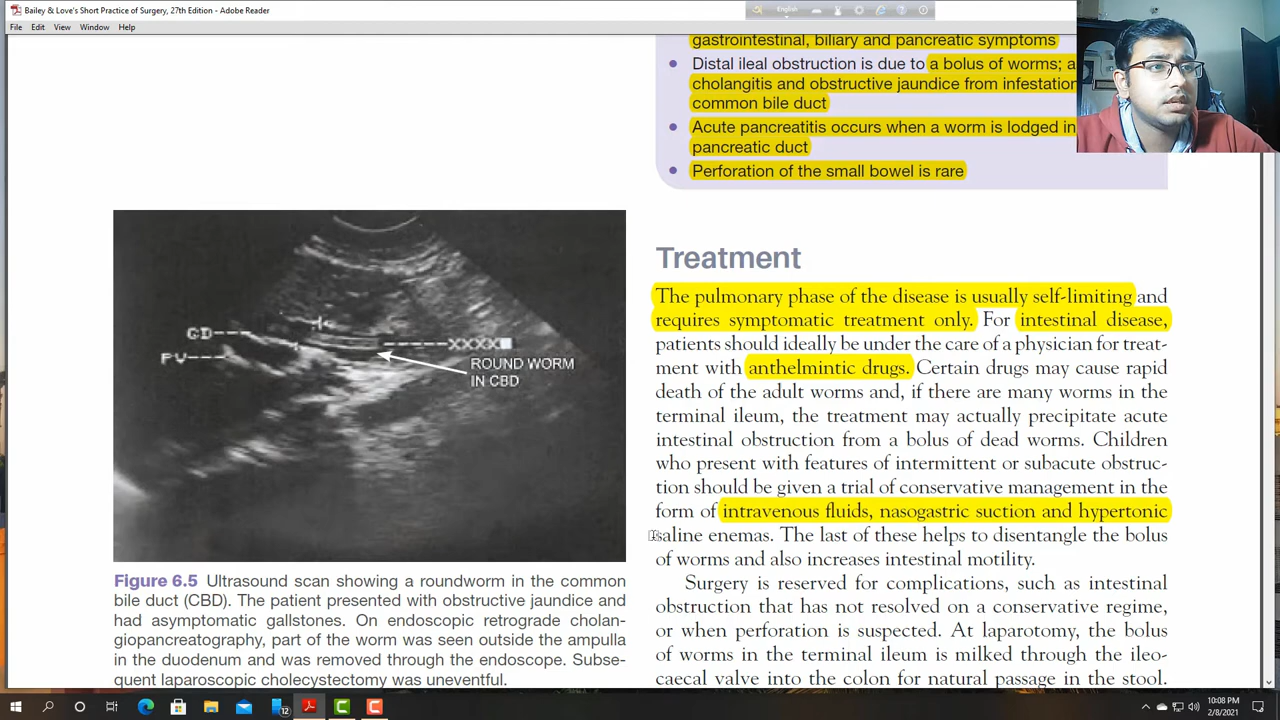 Bailey & Love's Short Practice of Surgery, 27th Edition - Adobe Reader
English
File Edit View Window Help
gastrointestinal, biliary and pancreatic symptoms
• Distal ileal obstruction is due to a bolus of worms; a
cholangitis and obstructive jaundice from infestation
common bile duct
• Acute pancreatitis occurs when a worm is lodged in
pancreatic duct
• Perforation of the small bowel is rare
CD
PV
XXXX
ROUND WORM
IN CBD
Figure 6.5 Ultrasound scan showing a roundworm in the common
bile duct (CBD). The patient presented with obstructive jaundice and
had asymptomatic gallstones. On endoscopic retrograde cholan-
giopancreatography, part of the worm was seen outside the ampulla
in the duodenum and was removed through the endoscope. Subse-
quent laparoscopic cholecystectomy was uneventful.
Treatment
The pulmonary phase of the disease is usually self-limiting and
requires symptomatic treatment only. For intestinal disease,
patients should ideally be under the care of a physician for treat-
ment with anthelmintic drugs. Certain drugs may cause rapid
death of the adult worms and, if there are many worms in the
terminal ileum, the treatment may actually precipitate acute
intestinal obstruction from a bolus of dead worms. Children
who present with features of intermittent or subacute obstruc-
tion should be given a trial of conservative management in the
form of intravenous fluids, nasogastric suction and hypertonic
saline enemas. The last of these helps to disentangle the bolus
of worms and also increases intestinal motility.
Surgery is reserved for complications, such as intestinal
obstruction that has not resolved on a conservative regime,
or when perforation is suspected. At laparotomy, the bolus
of worms in the terminal ileum is milked through the ileo-
caecal valve into the colon for natural passage in the stool.
12
10:08 PM
2/8/2021